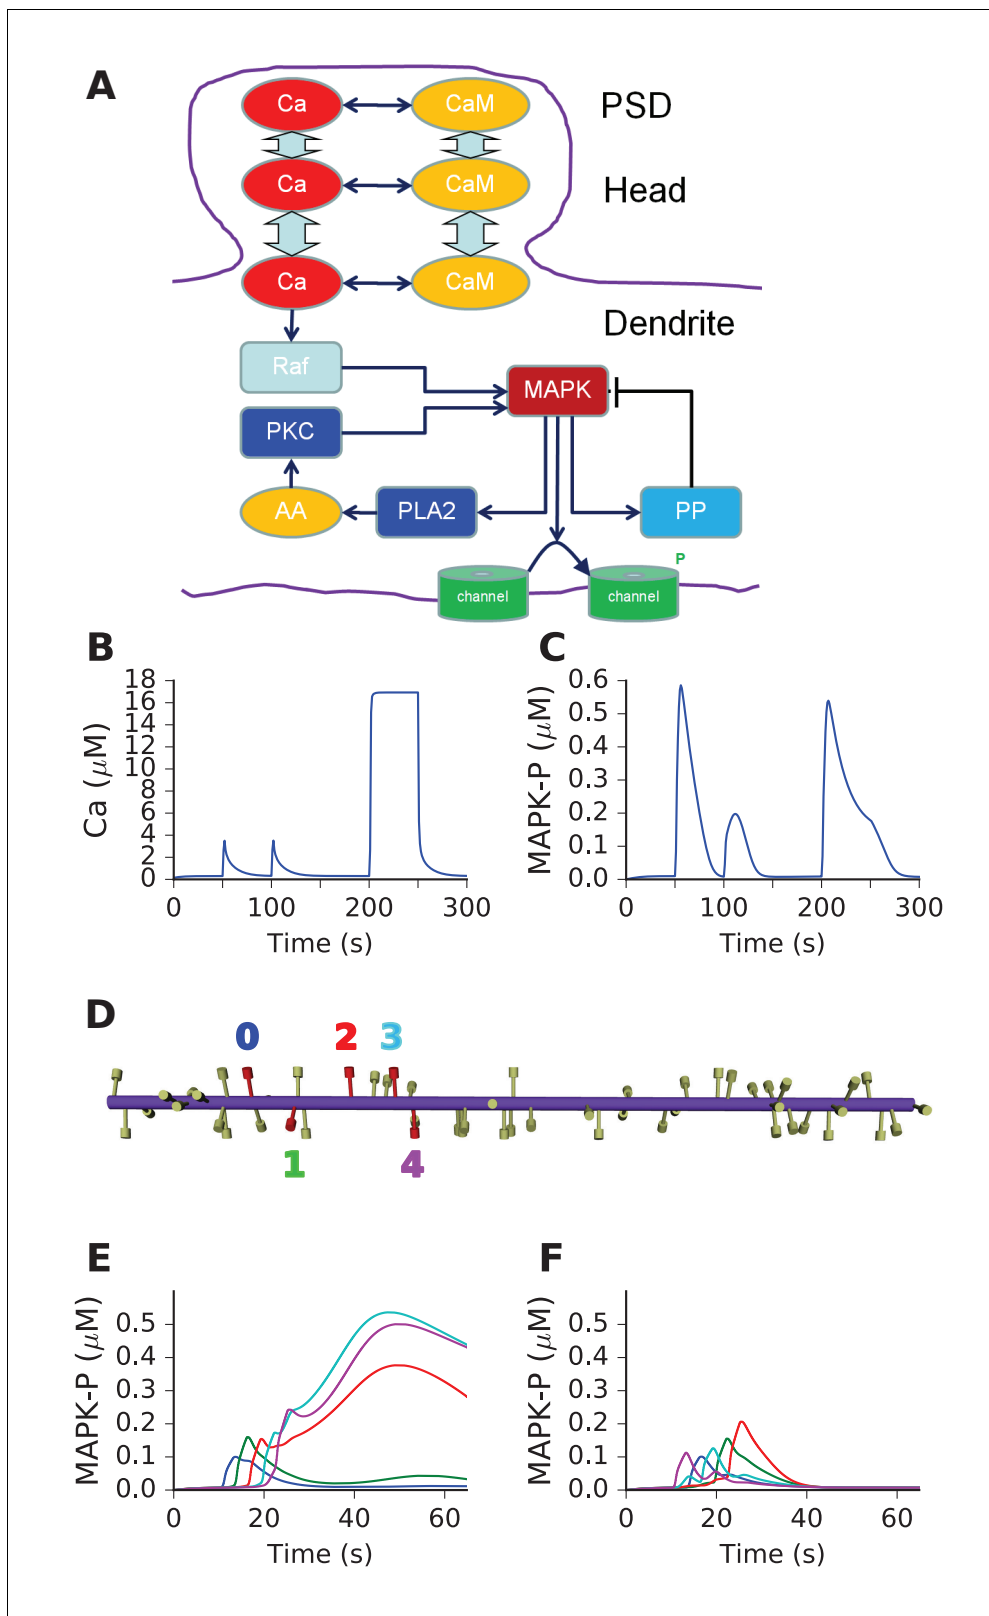 A
Ca
CaM
PSD
Ca
CaM
Head
Ca
CaM
Dendrite
Raf
MAPK
PKC
AA
PLA2
PP
P
channel
channel
B
18
16
14
12
10
8
6
4
2
0
Ca (μM)
0
100
200
300
Time (s)
C
0.6
0.5
0.4
0.3
0.2
0.1
0.0
MAPK-P (μM)
0
100
200
300
Time (s)
D
0
2
3
1
4
E
0.5
0.4
0.3
0.2
0.1
0.0
MAPK-P (μM)
0
20
40
60
Time (s)
F
0.5
0.4
0.3
0.2
0.1
0.0
MAPK-P (μM)
0
20
40
60
Time (s)